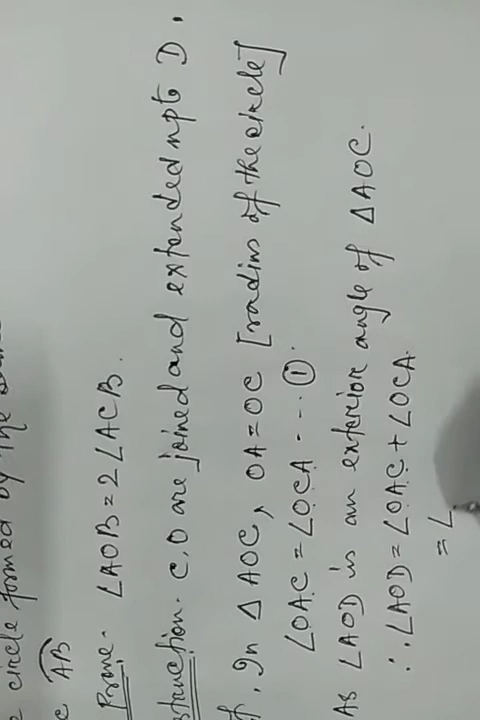 circle formed by the
AB
Prove. ∠AOB = 2 ∠ACB.
struction. C, O are joined and extended upto D.
f. In Δ AOC, OA = OC [radius of the circle]
∠OAC = ∠OCA ... ①.
As ∠AOD is an exterior angle of ΔAOC.
∴ ∠AOD = ∠OAC + ∠OCA
= ∠